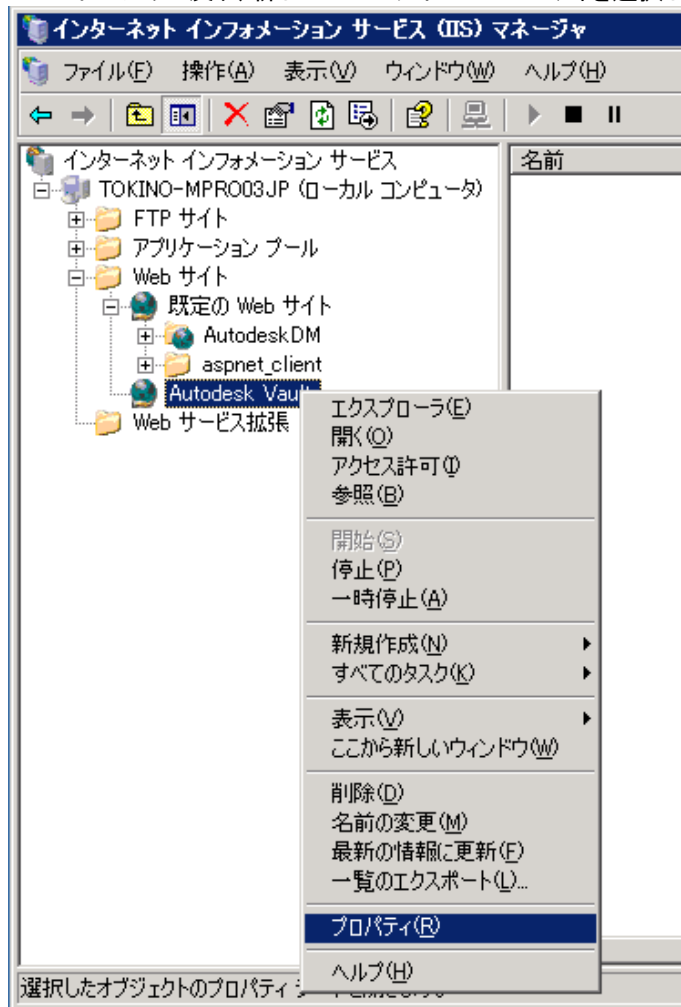 インターネット インフォメーション サービス (IIS) マネージャ
ファイル(F) 操作(A) 表示(V) ウィンドウ(W) ヘルプ(H)
インターネット インフォメーション サービス
名前
TOKINO-MPRO03JP (ローカル コンピュータ)
FTP サイト
アプリケーション プール
Web サイト
既定の Web サイト
AutodeskDM
aspnet_client
Autodesk Vault
Web サービス拡張
エクスプローラ(E)
開く(O)
アクセス許可(I)
参照(B)
開始(S)
停止(P)
一時停止(A)
新規作成(N)
すべてのタスク(K)
表示(V)
ここから新しいウィンドウ(W)
削除(D)
名前の変更(M)
最新の情報に更新(F)
一覧のエクスポート(L)...
プロパティ(R)
ヘルプ(H)
選択したオブジェクトのプロパティ